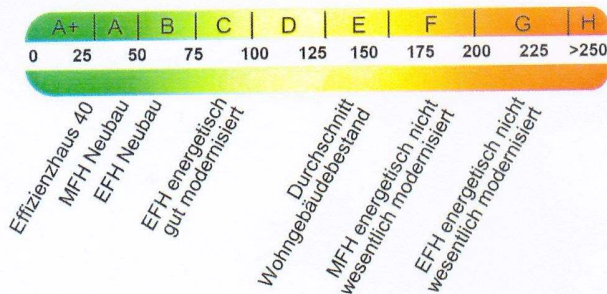 A+ A B C D E F G H
0 25 50 75 100 125 150 175 200 225 >250
Effizienzhaus 40
MFH Neubau
EFH Neubau
EFH energetisch
gut modernisiert
Durchschnitt
Wohngebäudebestand
MFH energetisch nicht
wesentlich modernisiert
EFH energetisch nicht
wesentlich modernisiert